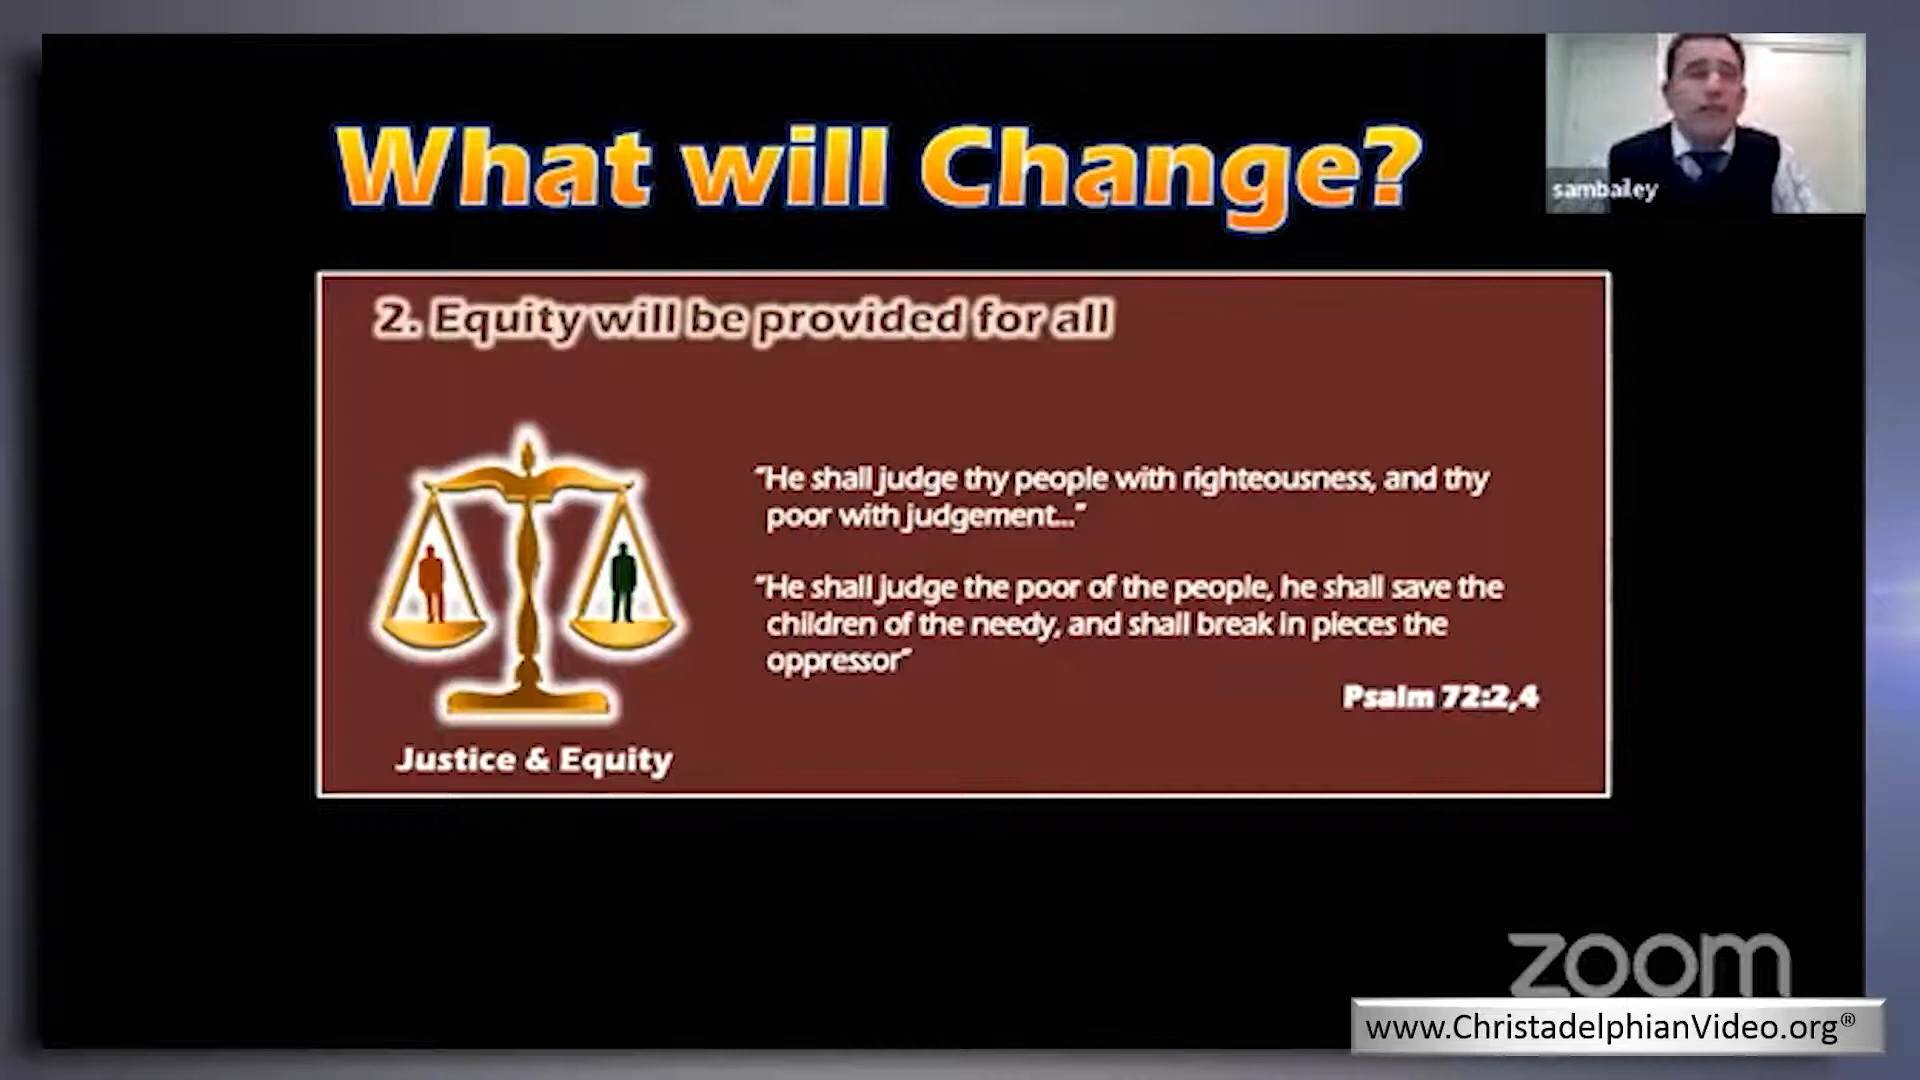 What will Change?
sambailey
2. Equity will be provided for all
"He shall judge thy people with righteousness, and thy
poor with judgement..."
"He shall judge the poor of the people, he shall save the
children of the needy, and shall break in pieces the
oppressor"
Psalm 72:2,4
Justice & Equity
zoom
www.ChristadelphianVideo.org®